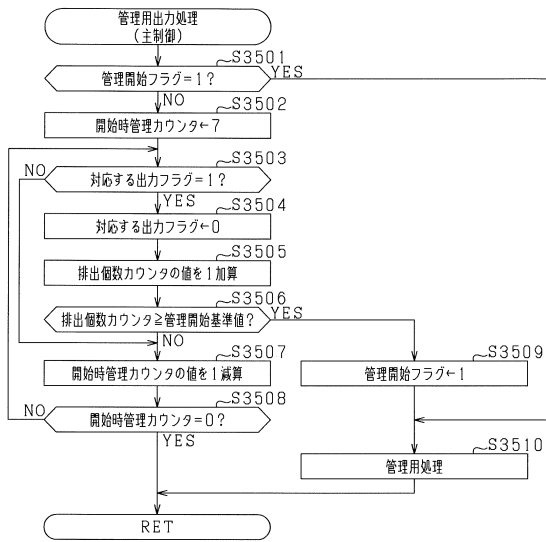 管理用出力処理
(主制御)
S3501
管理開始フラグ=1?
YES
NO
S3502
開始時管理カウンタ←7
S3503
NO
対応する出力フラグ=1?
YES
S3504
対応する出力フラグ←0
S3505
排出個数カウンタの値を1加算
S3506
排出個数カウンタ≧管理開始基準値?
YES
NO
S3507
開始時管理カウンタの値を1減算
S3509
管理開始フラグ←1
S3508
NO
開始時管理カウンタ=0?
YES
S3510
管理用処理
RET